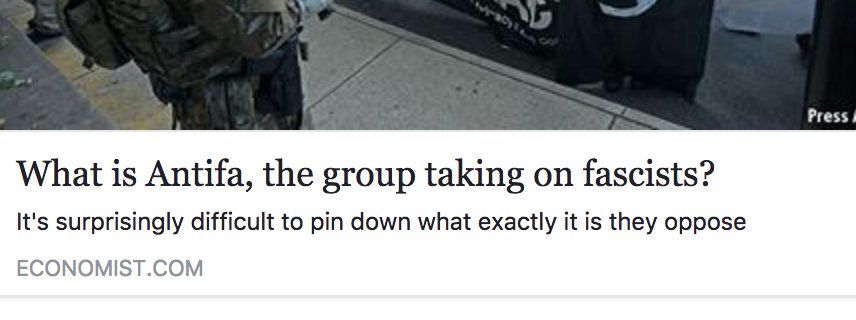 Press
What is Antifa, the group taking on fascists?
It's surprisingly difficult to pin down what exactly it is they oppose
ECONOMIST.COM